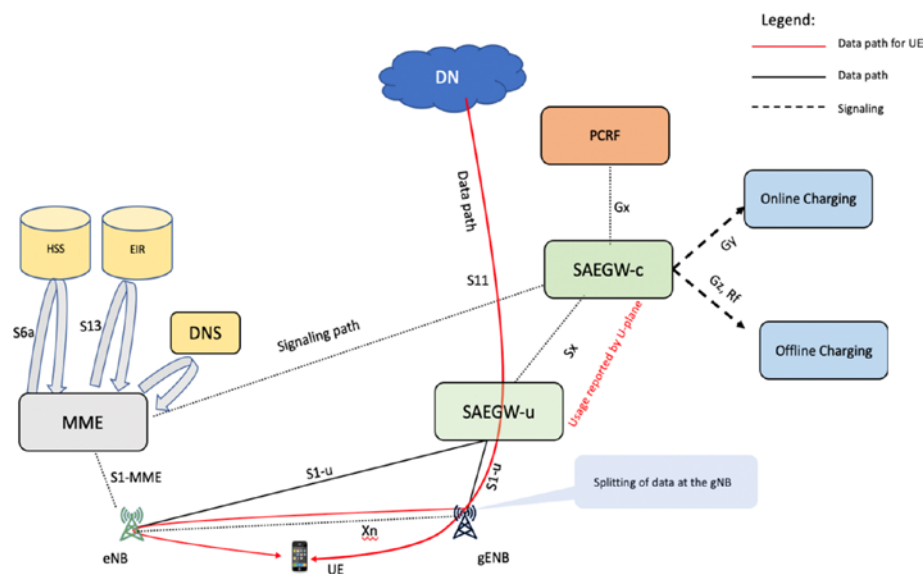 Legend:
Data path for UE
Data path
Signaling
DN
PCRF
Data path
Gx
Online Charging
Gy
HSS
EIR
SAEGW-c
S11
Gz, Rf
S6a
S13
DNS
Signaling path
Sx
Usage reported by U-plane
Offline Charging
MME
SAEGW-u
S1-MME
S1-u
S1-u
Splitting of data at the gNB
Xn
eNB
UE
gENB